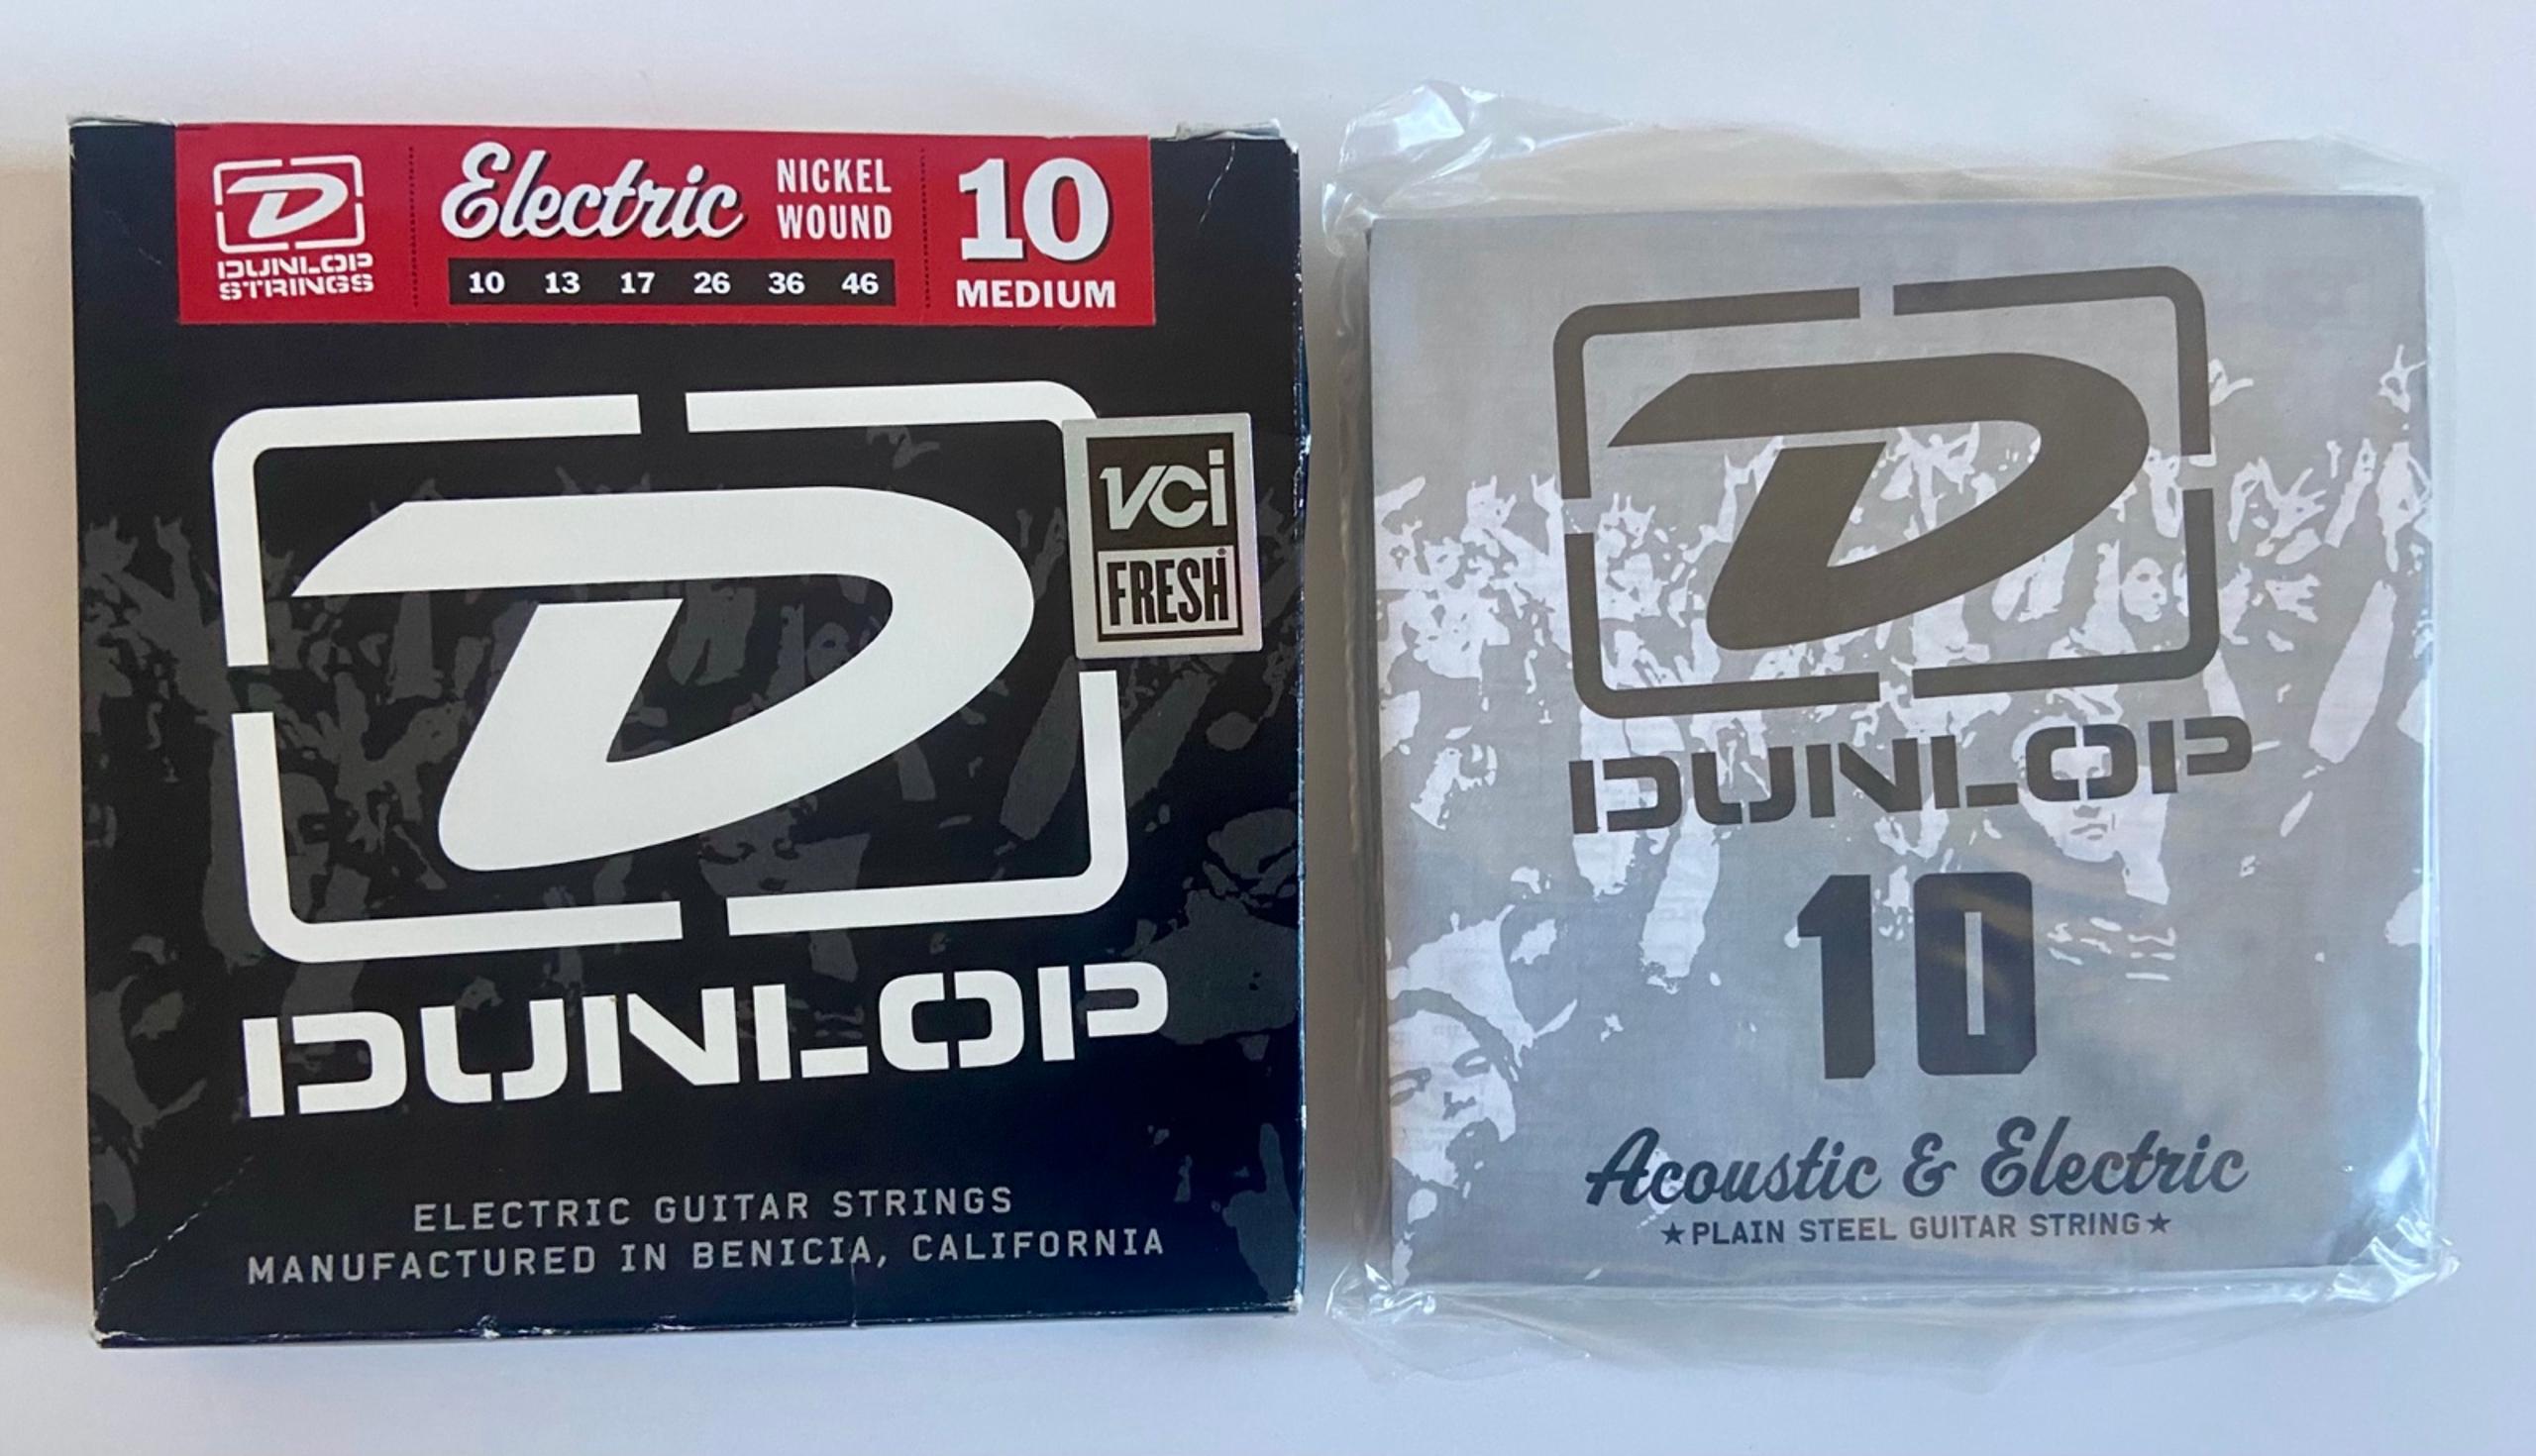 DUNLOP
STRINGS
Electric
NICKEL
WOUND
10 13 17 26 36 46
10
MEDIUM
VCi
FRESH
DUNLOP
ELECTRIC GUITAR STRINGS
MANUFACTURED IN BENICIA, CALIFORNIA
DUNLOP
10
Acoustic & Electric
★PLAIN STEEL GUITAR STRING★